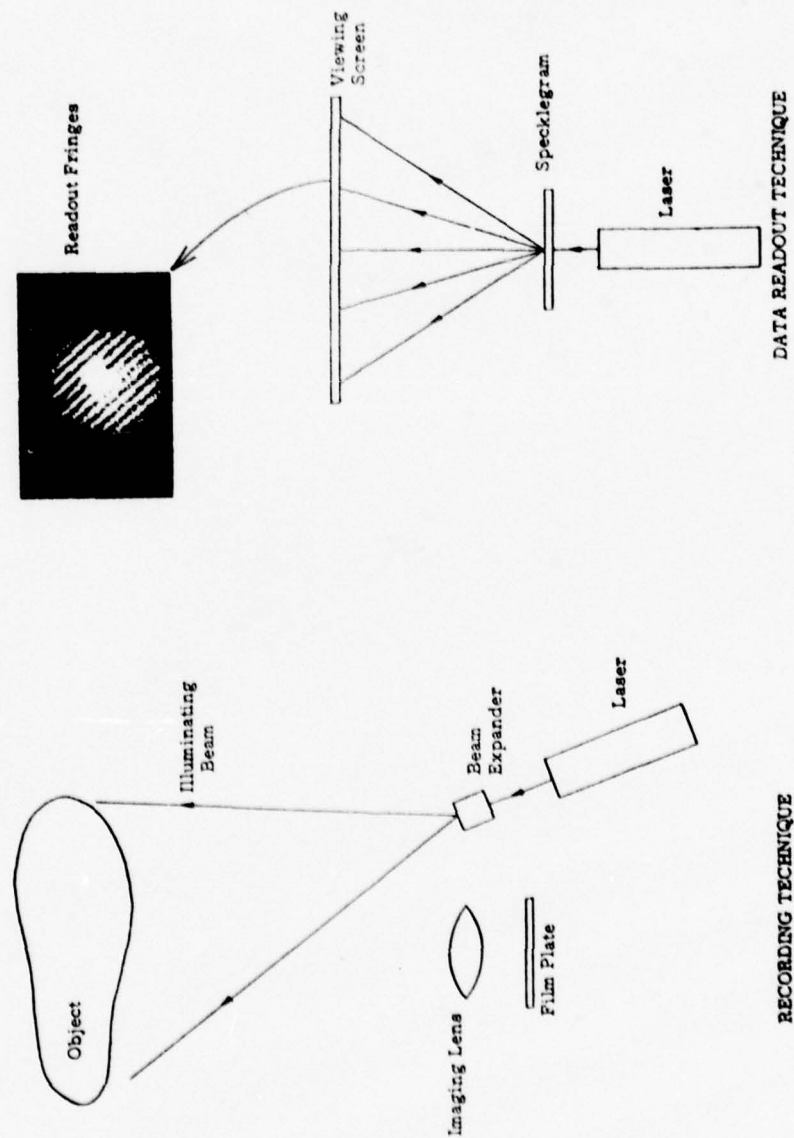 Object
Illuminating
Beam
Imaging Lens
Film Plate
Beam
Expander
Laser
RECORDING TECHNIQUE
Readout Fringes
Viewing
Screen
Specklegram
Laser
DATA READOUT TECHNIQUE